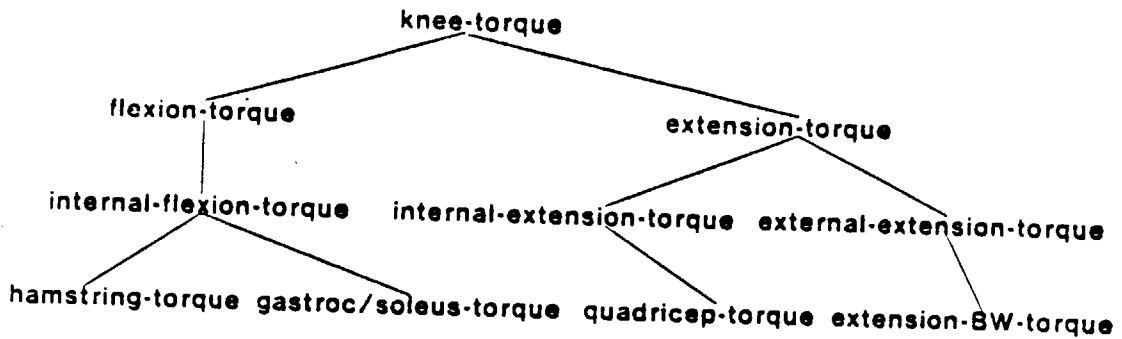 knee-torque
flexion-torque
extension-torque
internal-flexion-torque internal-extension-torque external-extension-torque
hamstring-torque gastroc/soleus-torque quadricep-torque extension-BW-torque